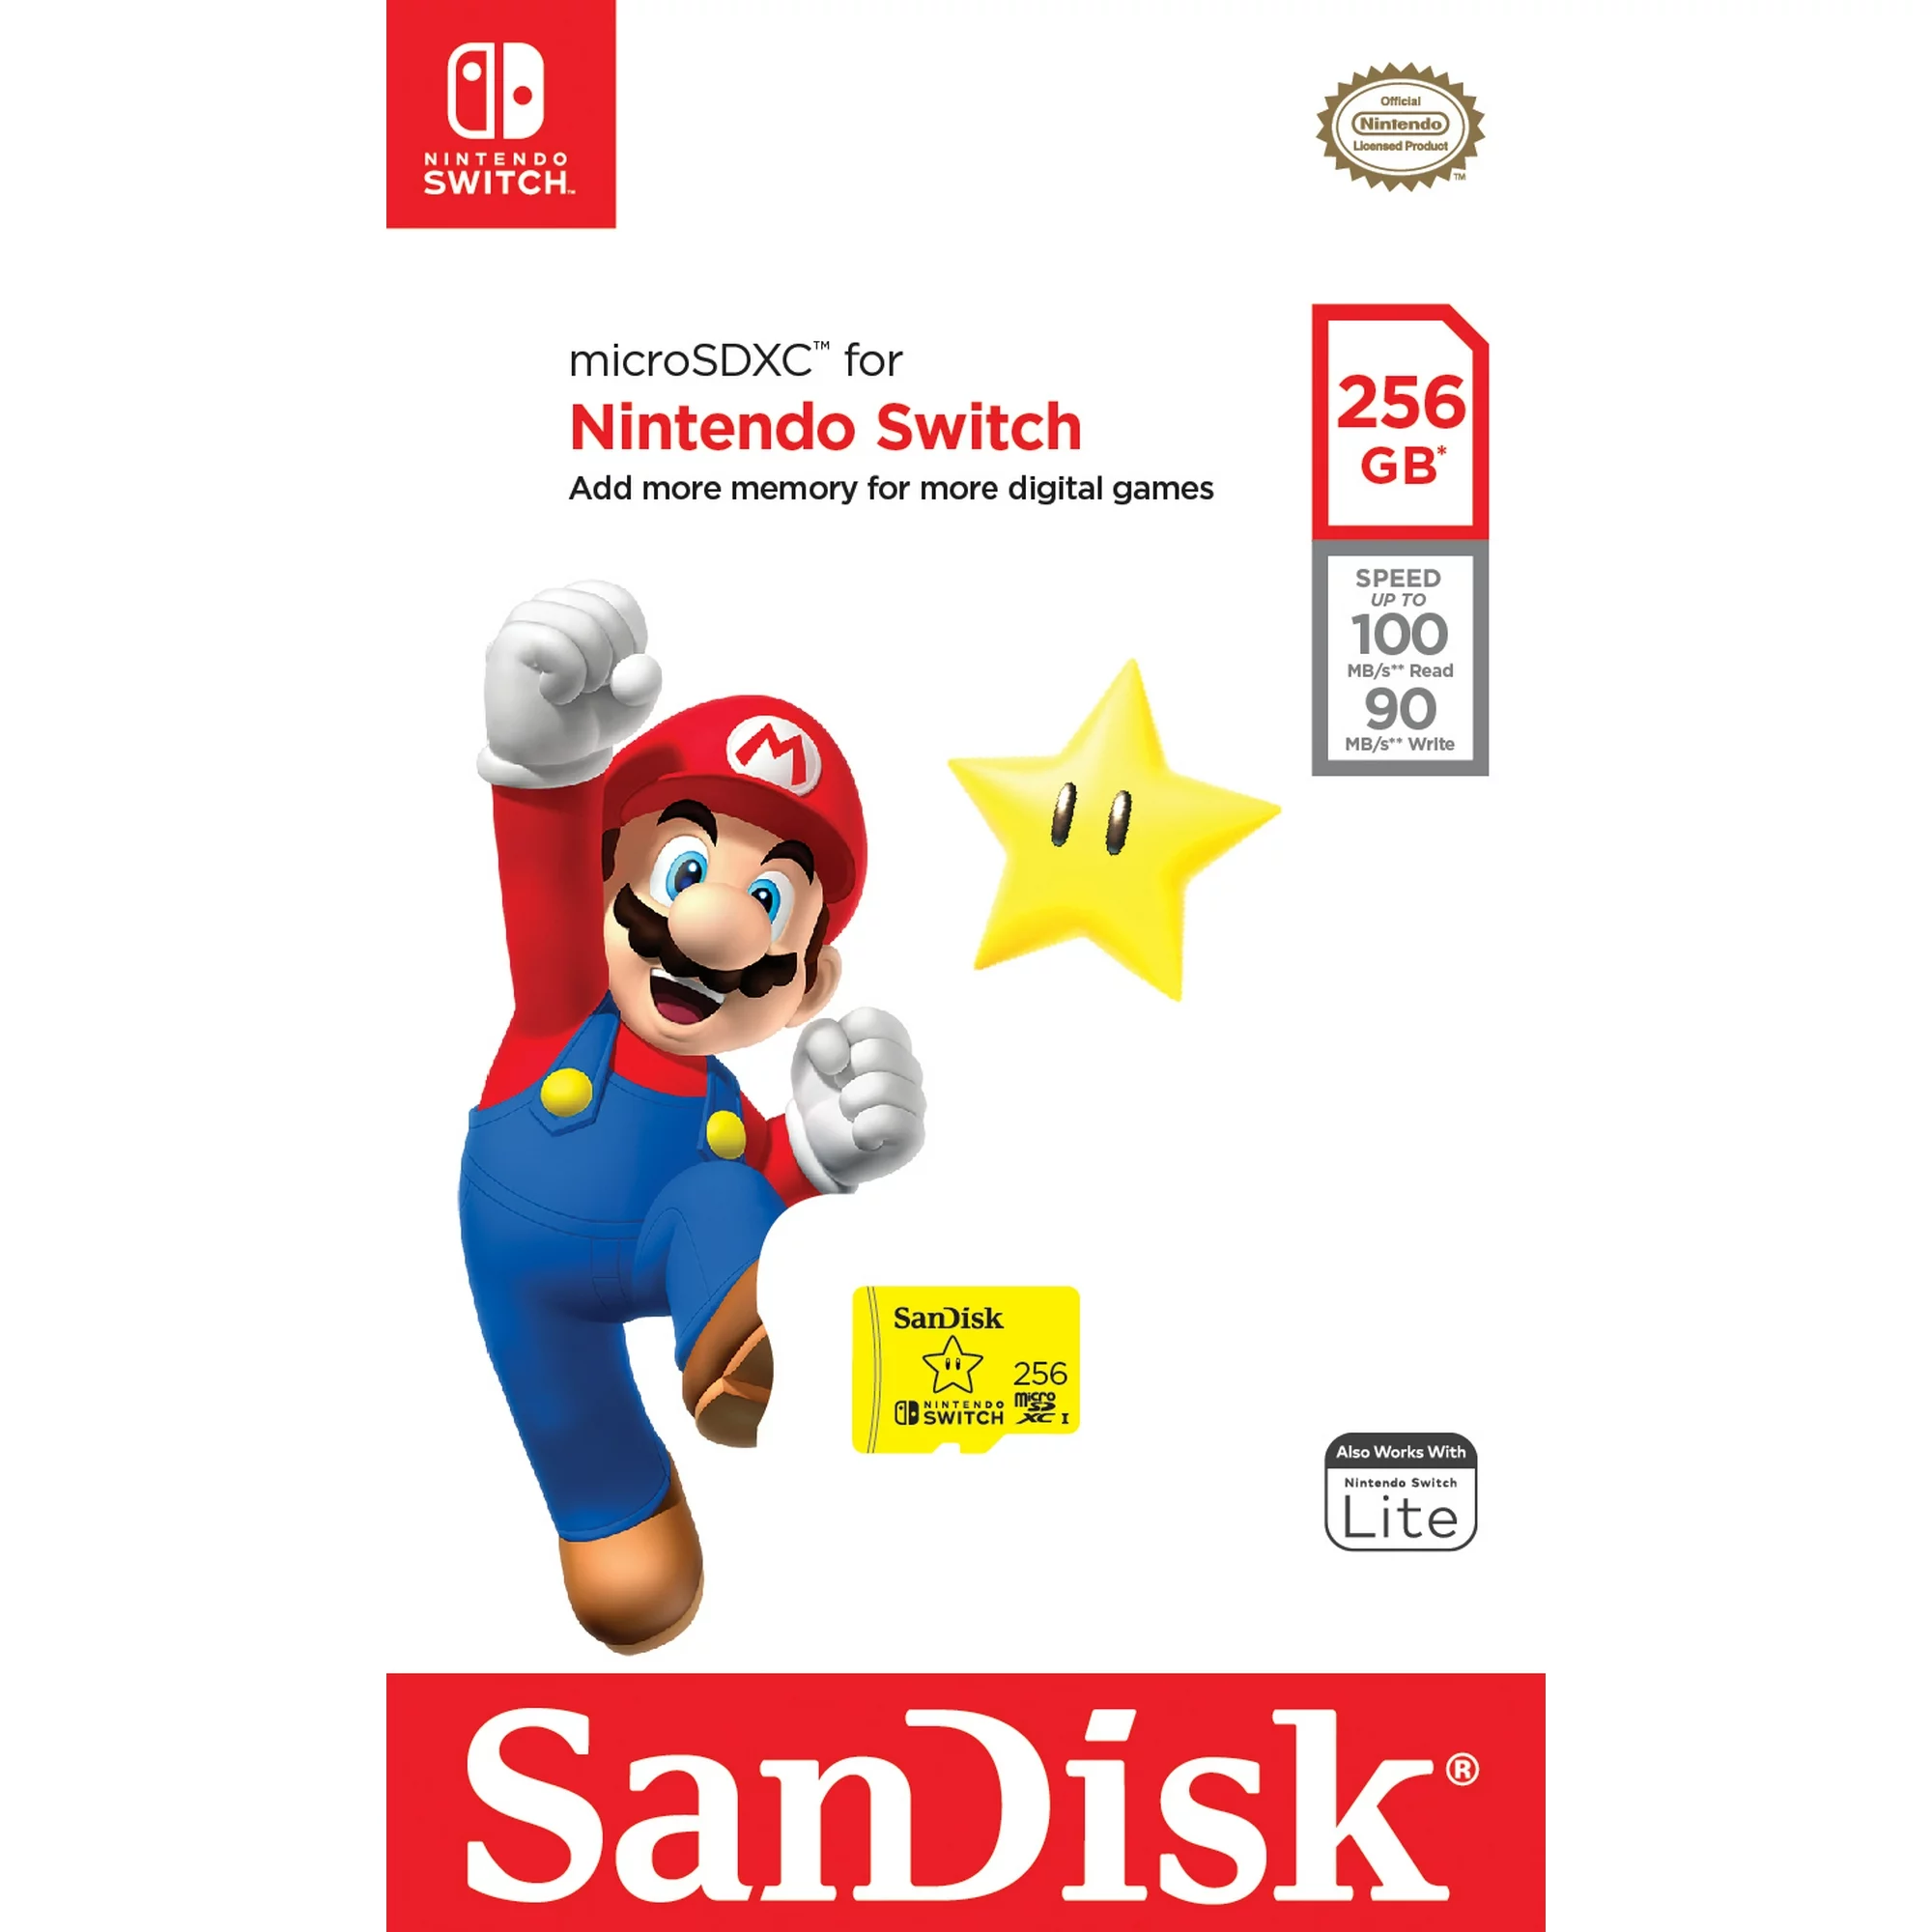 NINTENDO
SWITCH™
Official
Nintendo
Licensed Product
™
microSDXC™ for
Nintendo Switch
Add more memory for more digital games
256
GB*
SPEED
UP TO
100
MB/s** Read
90
MB/s** Write
M
SanDisk
256
NINTENDO
SWITCH
micro
SD
XC I
Also Works With
Nintendo Switch
Lite
SanDisk®